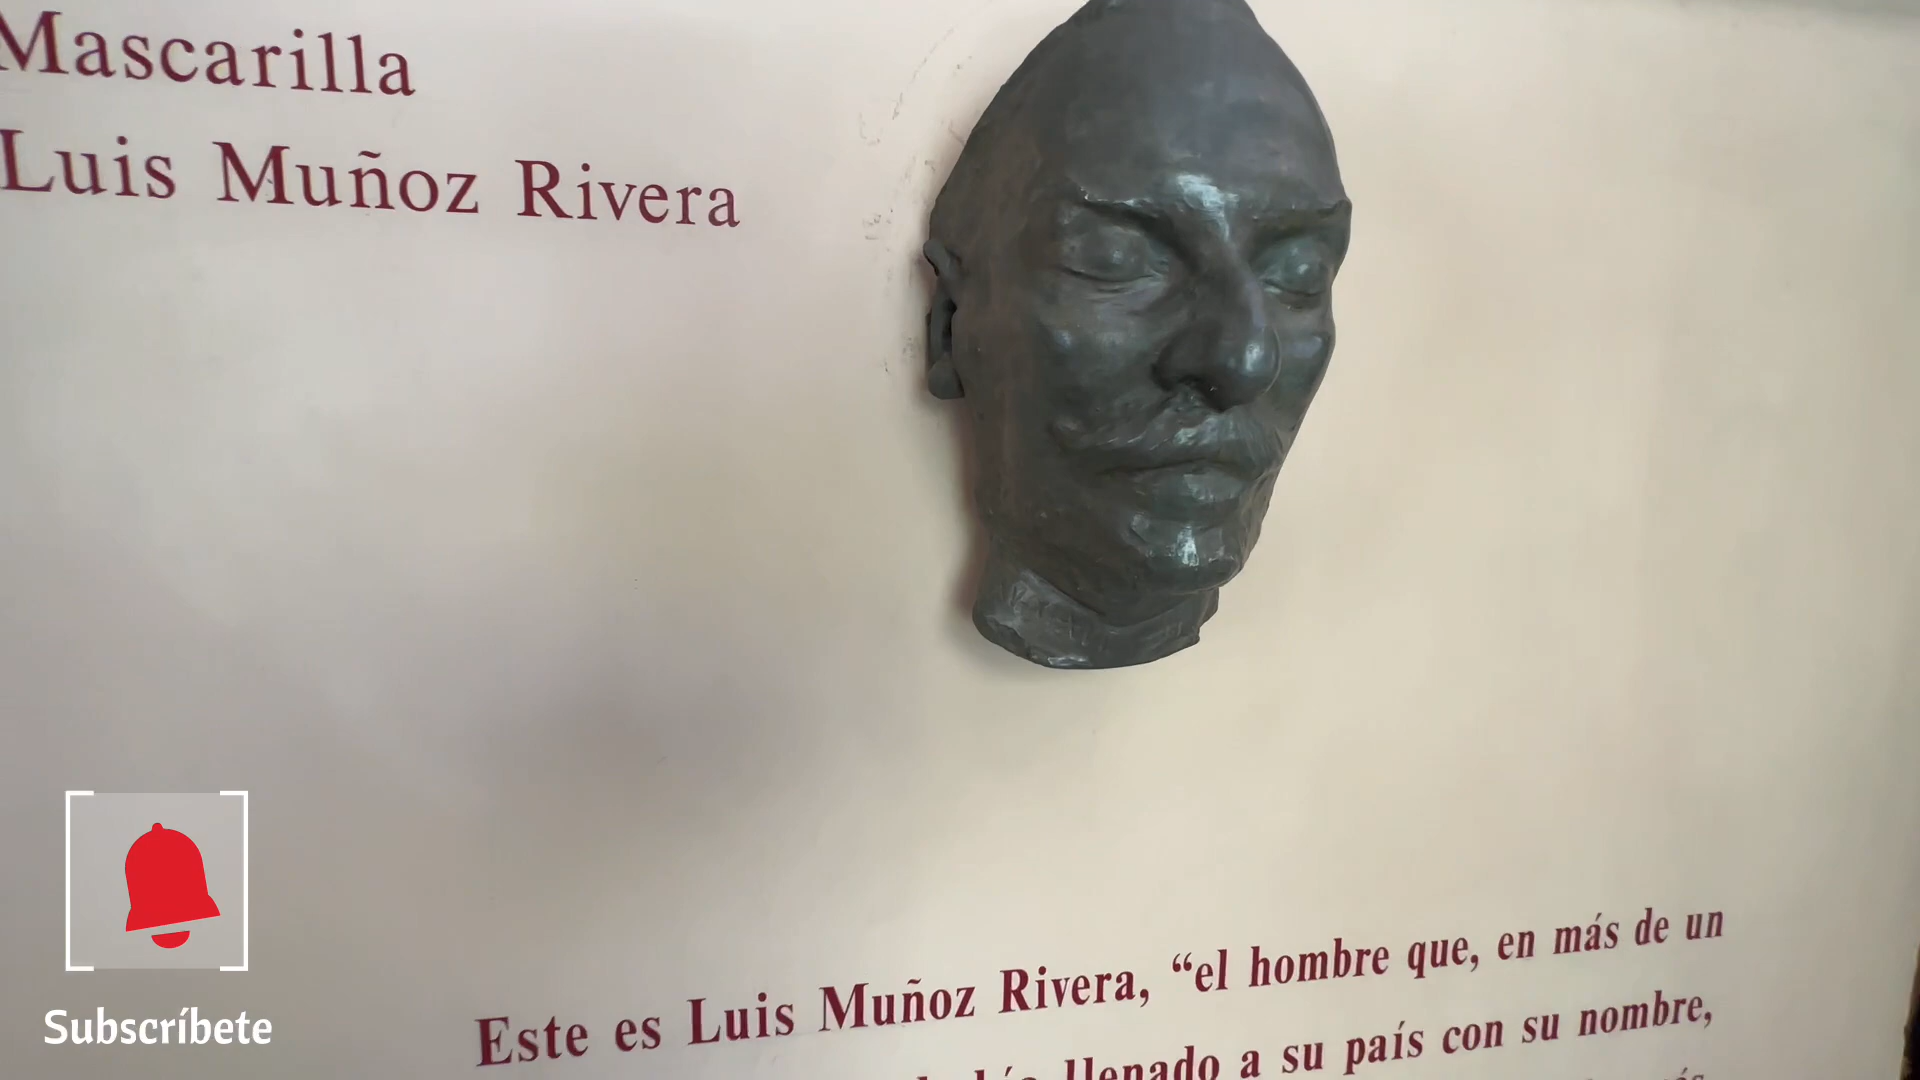 Mascarilla
Luis Muñoz Rivera
Este es Luis Muñoz Rivera, “el hombre que, en más de un
llenado a su país con su nombre,
Subscríbete